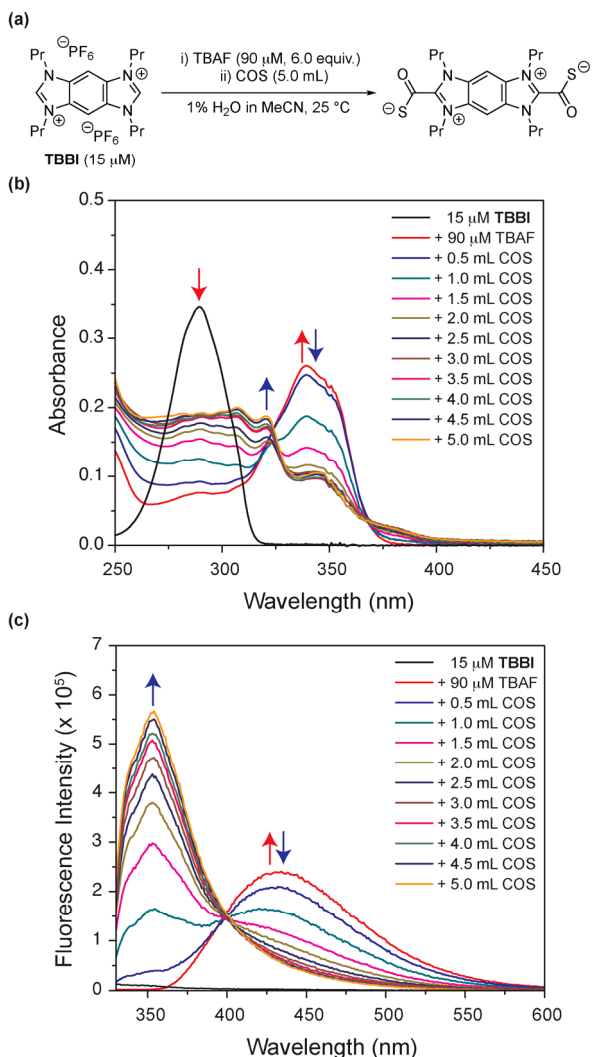 (a)
Pr ⊖PF6 Pr
N N+
N+ N
Pr ⊖PF6 Pr
TBBI (15 μM)
i) TBAF (90 μM, 6.0 equiv.)
ii) COS (5.0 mL)
1% H2O in MeCN, 25 °C
Pr Pr S⊖
O N N+
⊖S N+ N O
Pr Pr
(b)
Absorbance
0.5
0.4
0.3
0.2
0.1
0.0
250 300 350 400 450
Wavelength (nm)
15 μM TBBI
+ 90 μM TBAF
+ 0.5 mL COS
+ 1.0 mL COS
+ 1.5 mL COS
+ 2.0 mL COS
+ 2.5 mL COS
+ 3.0 mL COS
+ 3.5 mL COS
+ 4.0 mL COS
+ 4.5 mL COS
+ 5.0 mL COS
(c)
Fluorescence Intensity (x 10⁵)
7
6
5
4
3
2
1
0
350 400 450 500 550 600
Wavelength (nm)
15 μM TBBI
+ 90 μM TBAF
+ 0.5 mL COS
+ 1.0 mL COS
+ 1.5 mL COS
+ 2.0 mL COS
+ 2.5 mL COS
+ 3.0 mL COS
+ 3.5 mL COS
+ 4.0 mL COS
+ 4.5 mL COS
+ 5.0 mL COS